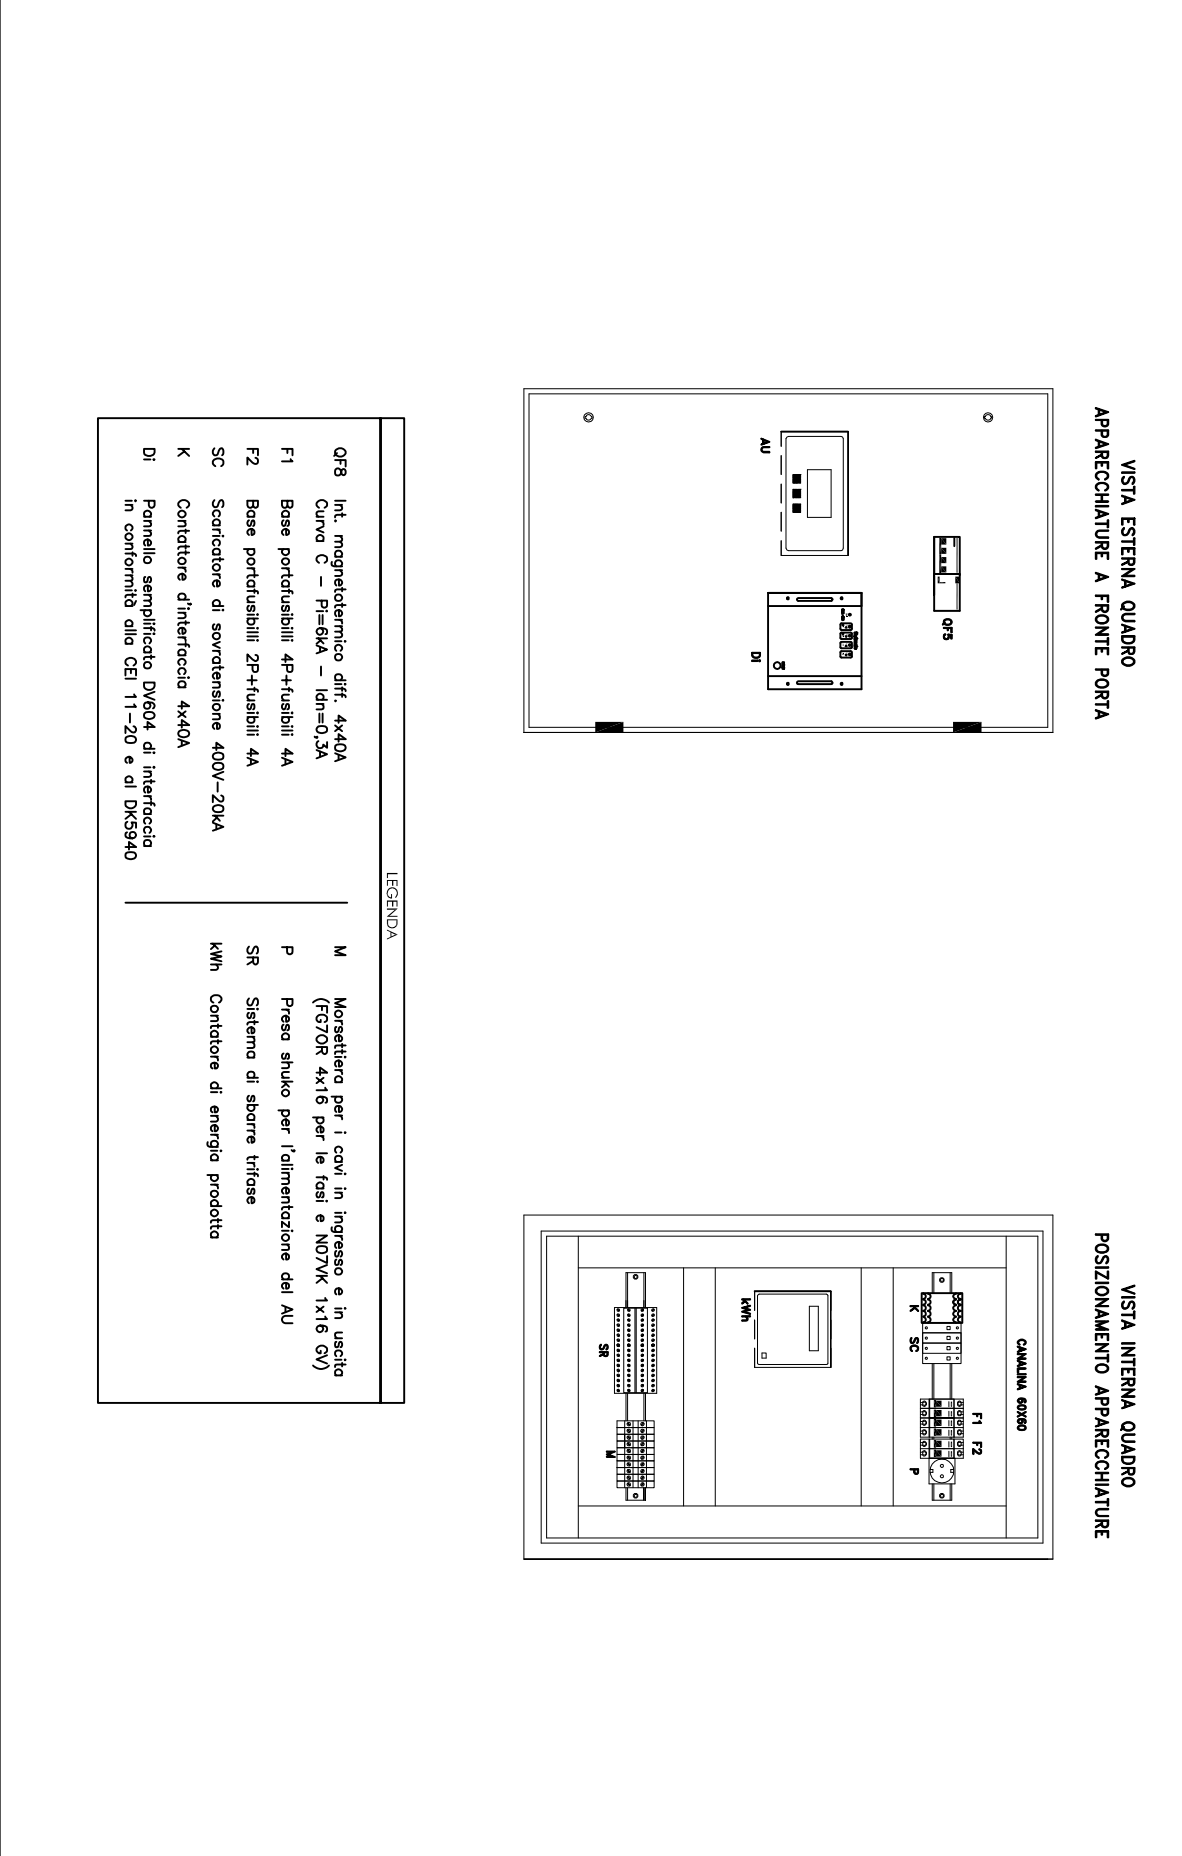 VISTA ESTERNA QUADRO
APPARECCHIATURE A FRONTE PORTA
QF5
AU
Di
VISTA INTERNA QUADRO
POSIZIONAMENTO APPARECCHIATURE
CANALINA 60X60
F1
F2
K
SC
P
kWh
SR
M
LEGENDA
QF8 Int. magnetotermico diff. 4x40A
Curva C - Pi=6kA - Idn=0,3A
F1 Base portafusibilli 4P+fusibili 4A
F2 Base portafusibilli 2P+fusibili 4A
SC Scaricatore di sovratensione 400V-20kA
K Contattore d'interfaccia 4x40A
Di Pannello semplificato DV604 di interfaccia
in conformità alla CEI 11-20 e al DK5940
M Morsettiera per i cavi in ingresso e in uscita
(FG7OR 4x16 per le fasi e N07VK 1x16 GV)
P Presa shuko per l'alimentazione del AU
SR Sistema di sbarre trifase
kWh Contatore di energia prodotta